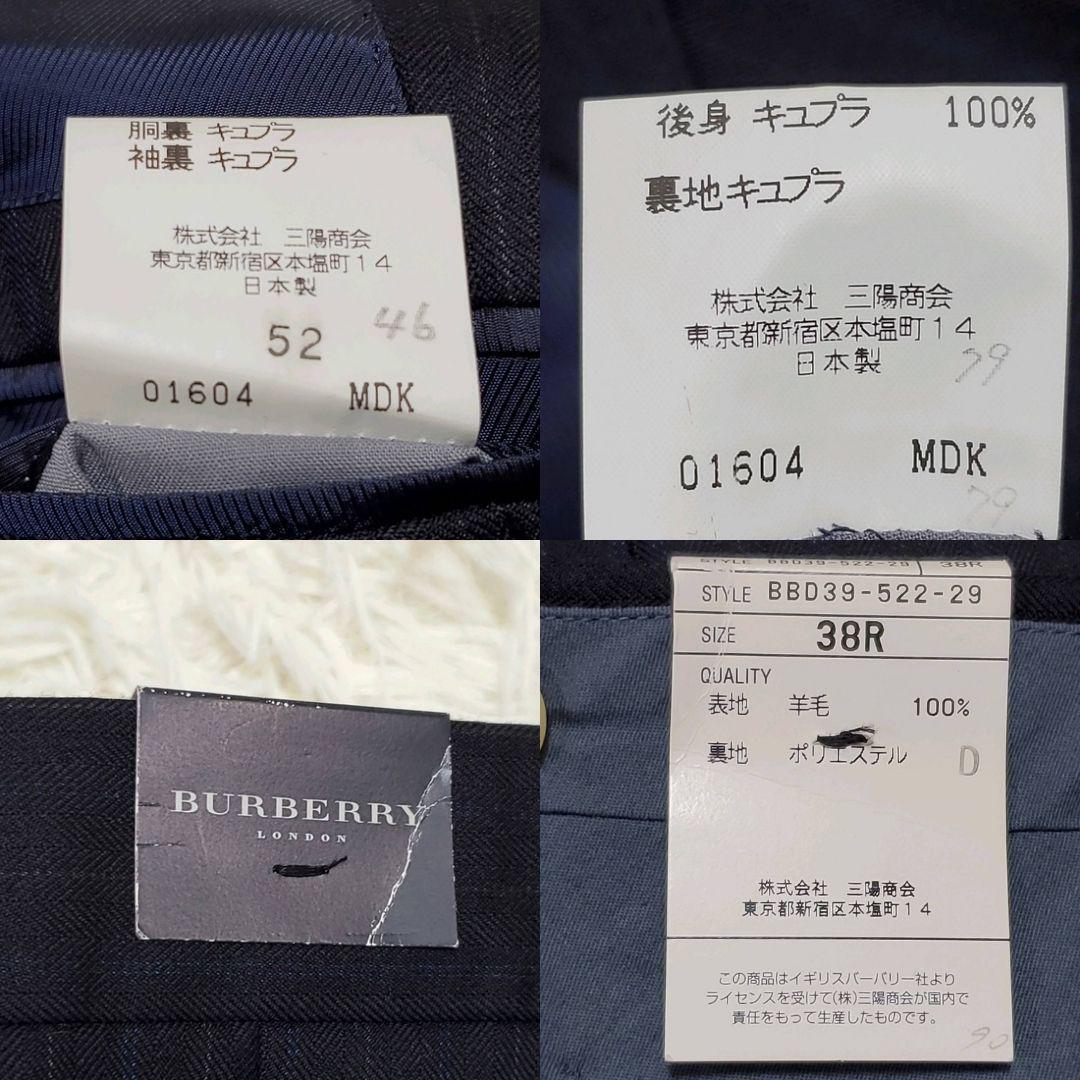 胴裏 キュプラ
袖裏 キュプラ
株式会社 三陽商会
東京都新宿区本塩町14
日本製
52 46
01604 MDK
後身 キュプラ 100%
裏地キュプラ
株式会社 三陽商会
東京都新宿区本塩町14
日本製
79
01604 MDK
79
BURBERRY
LONDON
STYLE BBD39-522-29 38R
STYLE BBD39-522-29
SIZE 38R
QUALITY
表地 羊毛 100%
裏地 ポリエステル D
株式会社 三陽商会
東京都新宿区本塩町14
この商品はイギリスバーバリー社より
ライセンスを受けて(株)三陽商会が国内で
責任をもって生産したものです。
90